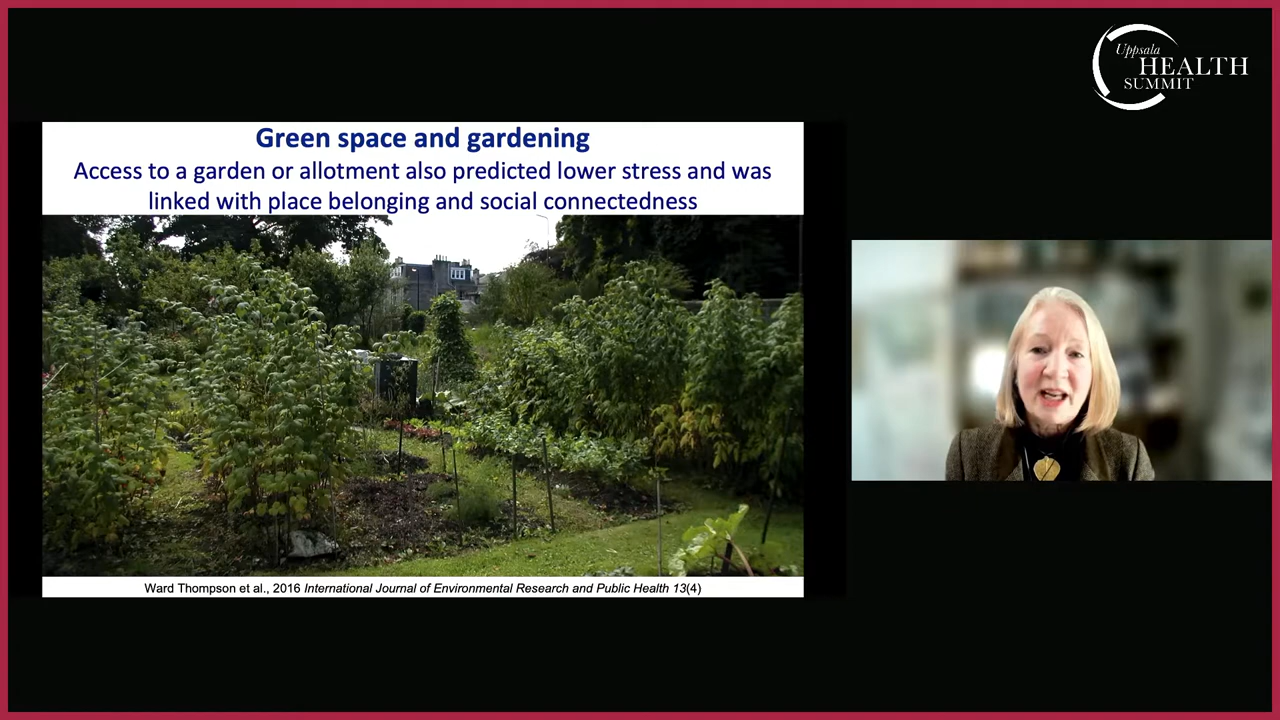 Uppsala
HEALTH
SUMMIT
Green space and gardening
Access to a garden or allotment also predicted lower stress and was
linked with place belonging and social connectedness
Ward Thompson et al., 2016 International Journal of Environmental Research and Public Health 13(4)